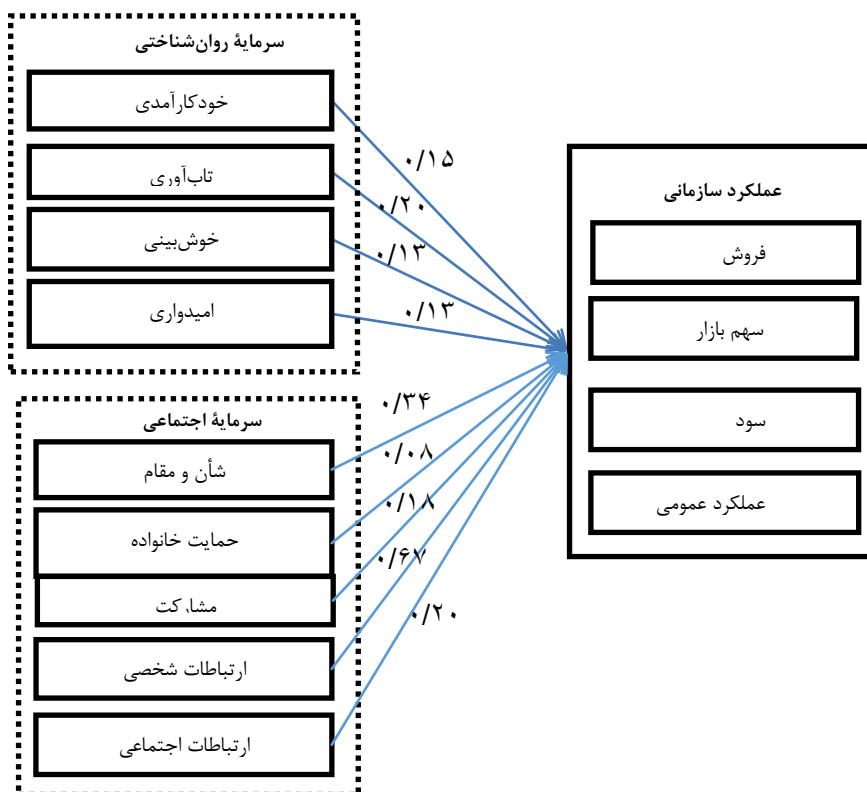 سرمایۀ روان‌شناختی
خودکارآمدی
تاب‌آوری
خوش‌بینی
امیدواری
۰/۱۵
۰/۲۰
۰/۱۳
۰/۱۳
سرمایۀ اجتماعی
شأن و مقام
حمایت خانواده
مشارکت
ارتباطات شخصی
ارتباطات اجتماعی
۰/۳۴
۰/۰۸
۰/۱۸
۰/۶۷
۰/۲۰
عملکرد سازمانی
فروش
سهم بازار
سود
عملکرد عمومی